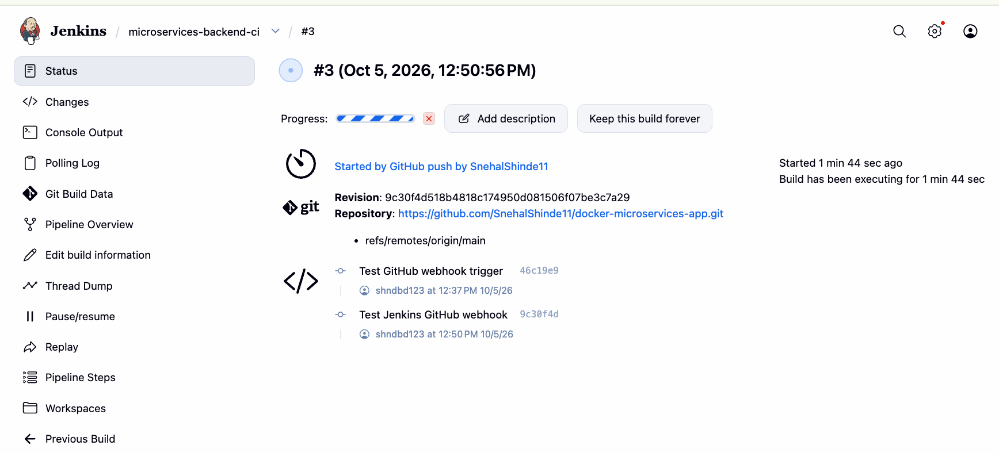 Jenkins / microservices-backend-ci / #3
Status
Changes
Console Output
Polling Log
Git Build Data
Pipeline Overview
Edit build information
Thread Dump
Pause/resume
Replay
Pipeline Steps
Workspaces
Previous Build
#3 (Oct 5, 2026, 12:50:56 PM)
Progress:
Add description
Keep this build forever
Started by GitHub push by SnehalShinde11
Started 1 min 44 sec ago
Build has been executing for 1 min 44 sec
git
Revision: 9c30f4d518b4818c174950d081506f07be3c7a29
Repository: https://github.com/SnehalShinde11/docker-microservices-app.git
• refs/remotes/origin/main
Test GitHub webhook trigger 46c19e9
shndbd123 at 12:37 PM 10/5/26
Test Jenkins GitHub webhook 9c30f4d
shndbd123 at 12:50 PM 10/5/26